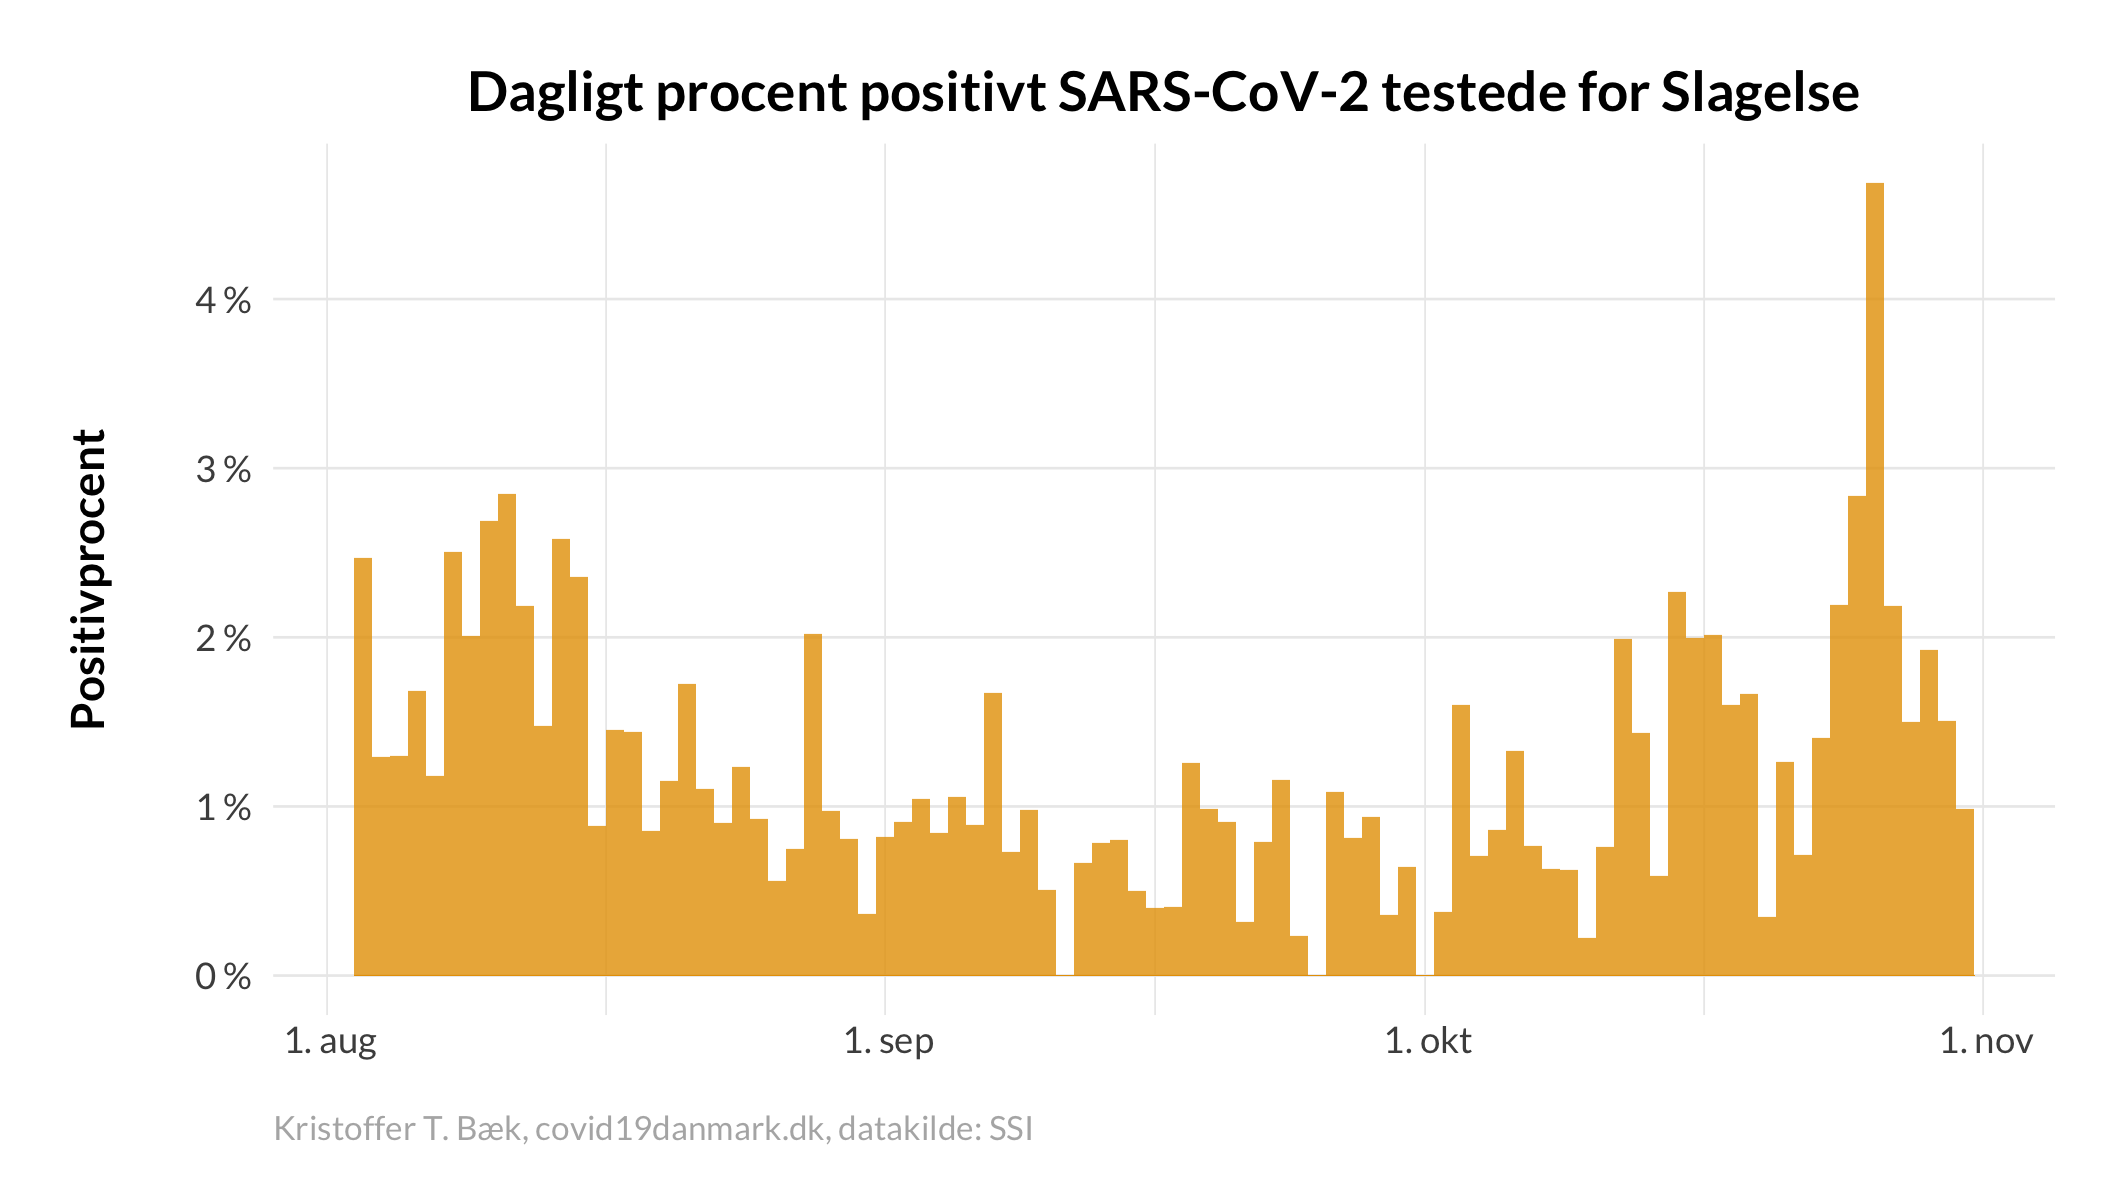 Dagligt procent positivt SARS-CoV-2 testede for Slagelse
Positivprocent
4 %
3 %
2 %
1 %
0 %
1. aug
1. sep
1. okt
1. nov
Kristoffer T. Bæk, covid19danmark.dk, datakilde: SSI